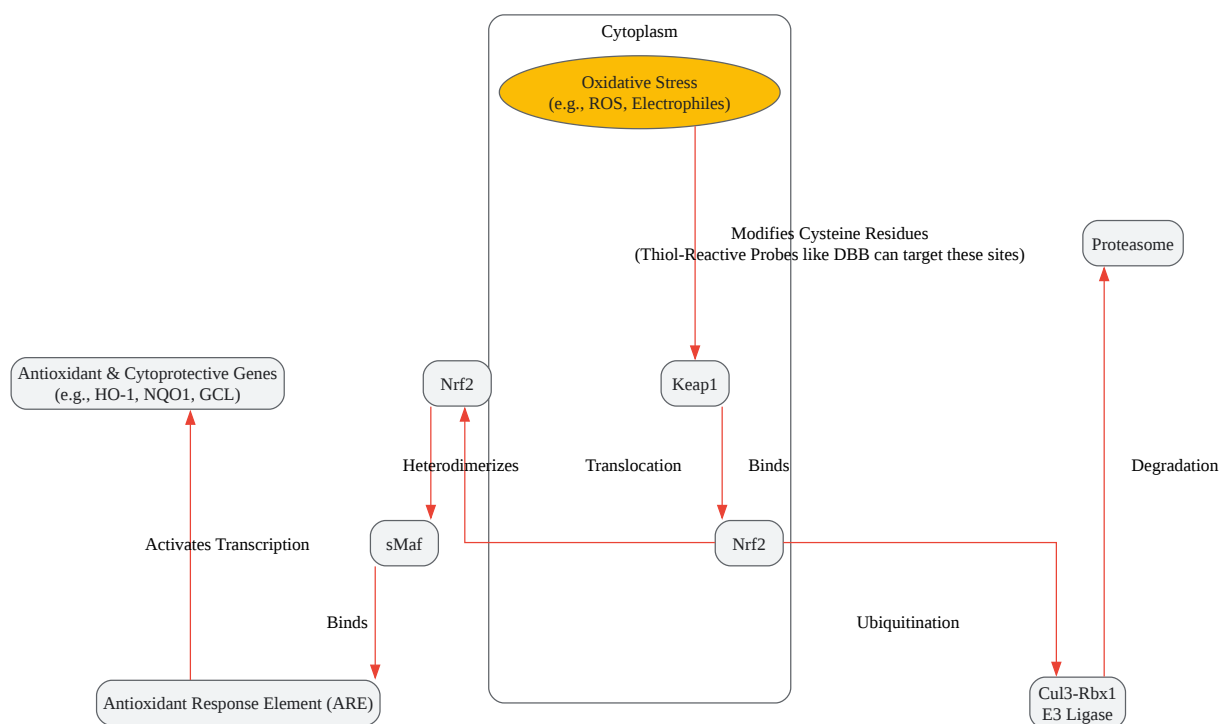 Cytoplasm
Oxidative Stress
(e.g., ROS, Electrophiles)
Modifies Cysteine Residues
(Thiol-Reactive Probes like DBB can target these sites)
Proteasome
Antioxidant & Cytoprotective Genes
(e.g., HO-1, NQO1, GCL)
Nrf2
Keap1
Heterodimerizes
Translocation
Binds
Degradation
Activates Transcription
sMaf
Nrf2
Binds
Ubiquitination
Antioxidant Response Element (ARE)
Cul3-Rbx1
E3 Ligase